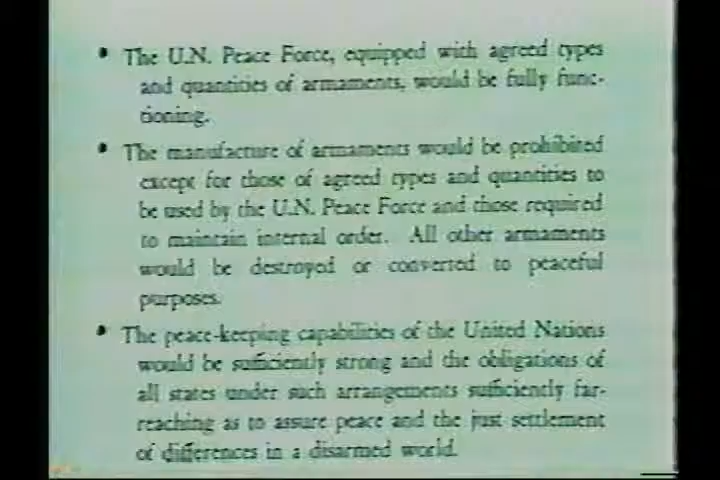 • The U.N. Peace Force, equipped with agreed types
and quantities of armaments, would be fully func-
tioning.
• The manufacture of armaments would be prohibited
except for those of agreed types and quantities to
be used by the U.N. Peace Force and those required
to maintain internal order. All other armaments
would be destroyed or converted to peaceful
purposes.
• The peace-keeping capabilities of the United Nations
would be sufficiently strong and the obligations of
all states under such arrangements sufficiently far-
reaching as to assure peace and the just settlement
of differences in a disarmed world.